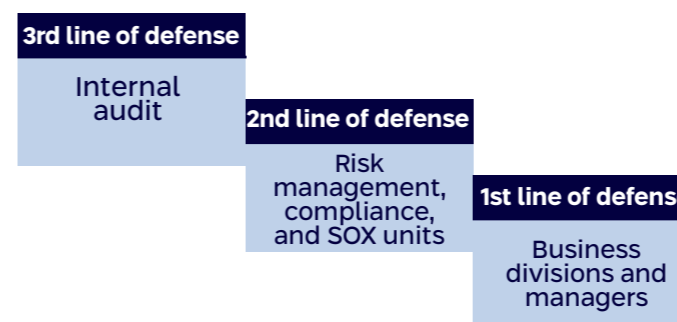 3rd line of defense
Internal
audit
2nd line of defense
Risk
management,
compliance,
and SOX units
1st line of defens
Business
divisions and
managers